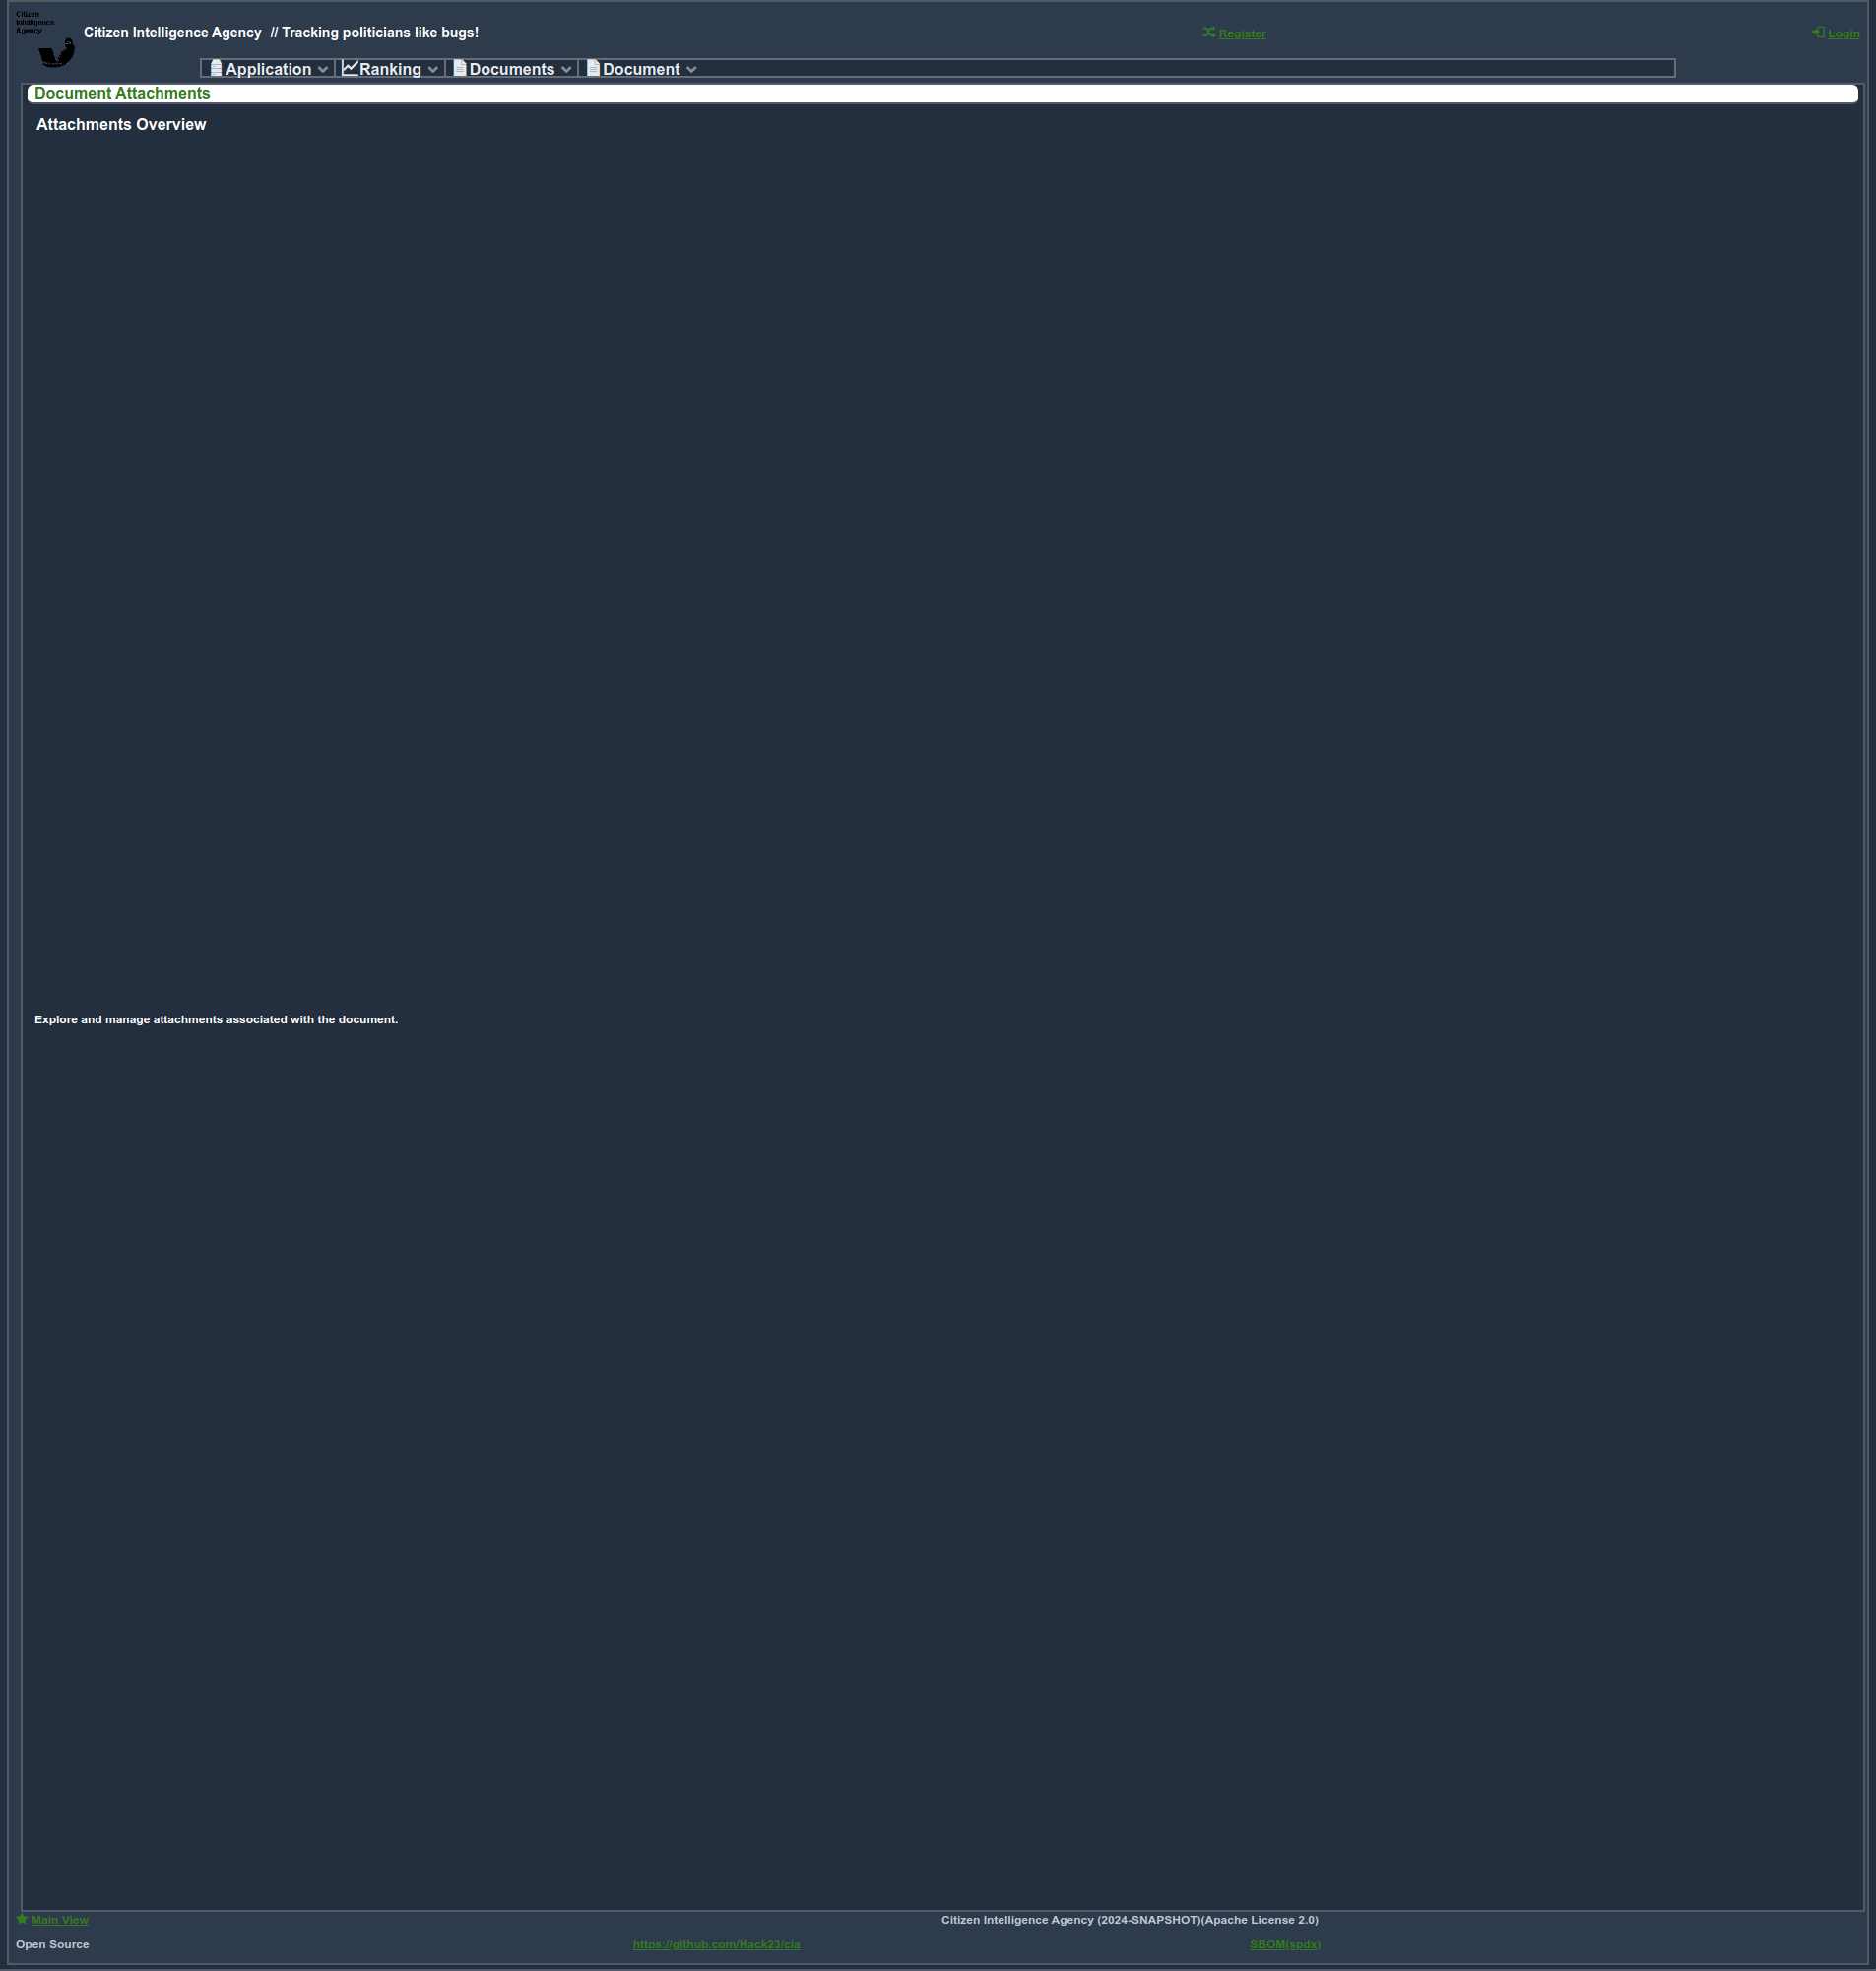 Citizen
Intelligence
Agency
Citizen Intelligence Agency // Tracking politicians like bugs!
Register
Login
Application
Ranking
Documents
Document
Document Attachments
Attachments Overview
Explore and manage attachments associated with the document.
Main View
Citizen Intelligence Agency (2024-SNAPSHOT)(Apache License 2.0)
Open Source
https://github.com/Hack23/cia
SBOM(spdx)